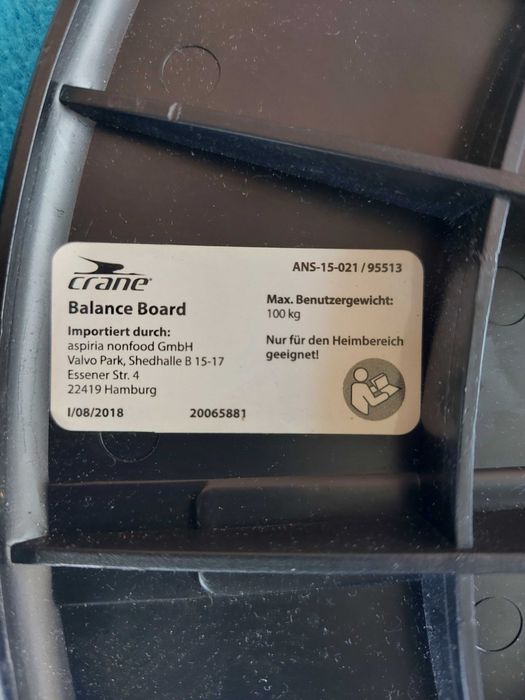 crane
Balance Board
Importiert durch:
aspiria nonfood GmbH
Valvo Park, Shedhalle B 15-17
Essener Str. 4
22419 Hamburg
I/08/2018 20065881
ANS-15-021 / 95513
Max. Benutzergewicht:
100 kg
Nur für den Heimbereich
geeignet!